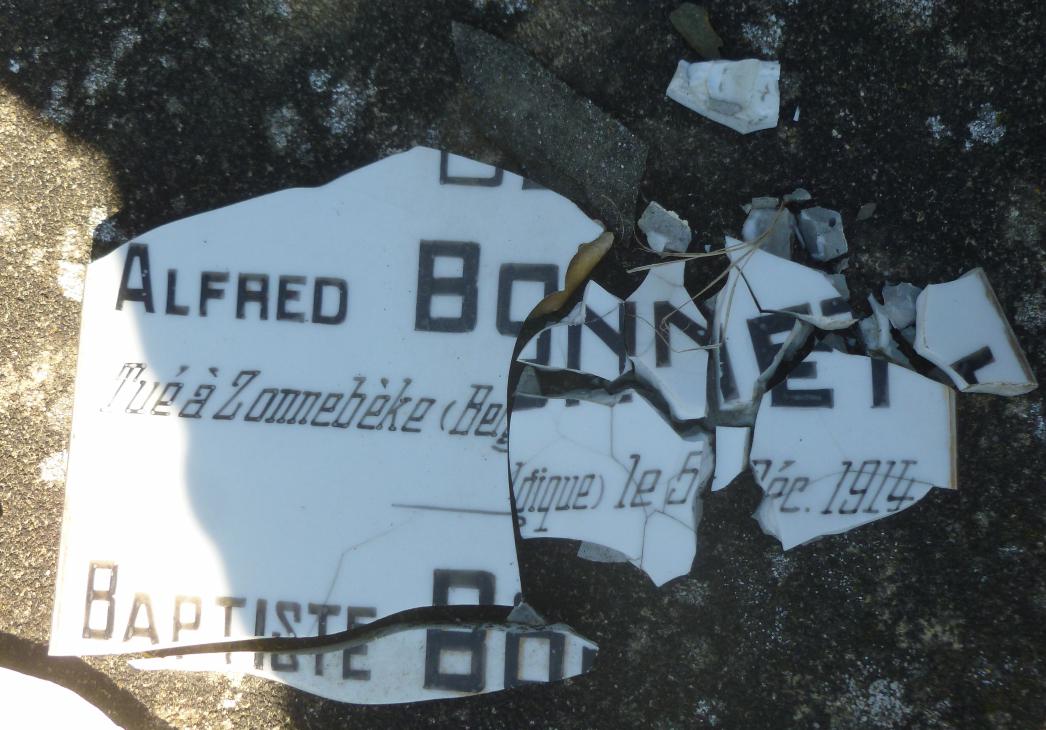 ALFRED BONNET
Tué à Zonnebèke (Belgique) le 5 Déc. 1914
BAPTISTE